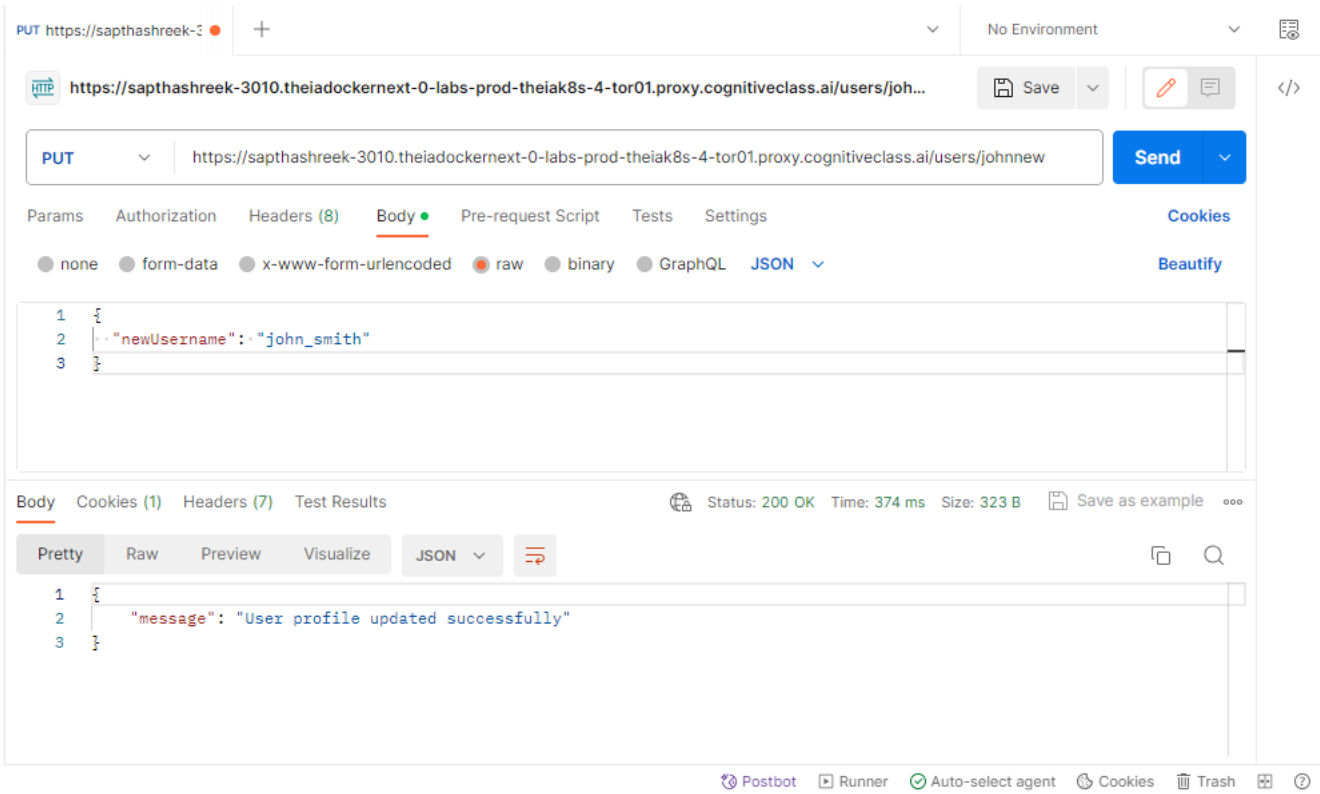 PUT https://sapthashreek-3 No Environment
HTTP https://sapthashreek-3010.theiadockernext-0-labs-prod-theiak8s-4-tor01.proxy.cognitiveclass.ai/users/joh... Save </>
PUT https://sapthashreek-3010.theiadockernext-0-labs-prod-theiak8s-4-tor01.proxy.cognitiveclass.ai/users/johnnew Send
Params Authorization Headers (8) Body Pre-request Script Tests Settings Cookies
none form-data x-www-form-urlencoded raw binary GraphQL JSON Beautify
1 {
2 "newUsername": "john_smith"
3 }
Body Cookies (1) Headers (7) Test Results Status: 200 OK Time: 374 ms Size: 323 B Save as example
Pretty Raw Preview Visualize JSON
1 {
2 "message": "User profile updated successfully"
3 }
Postbot Runner Auto-select agent Cookies Trash